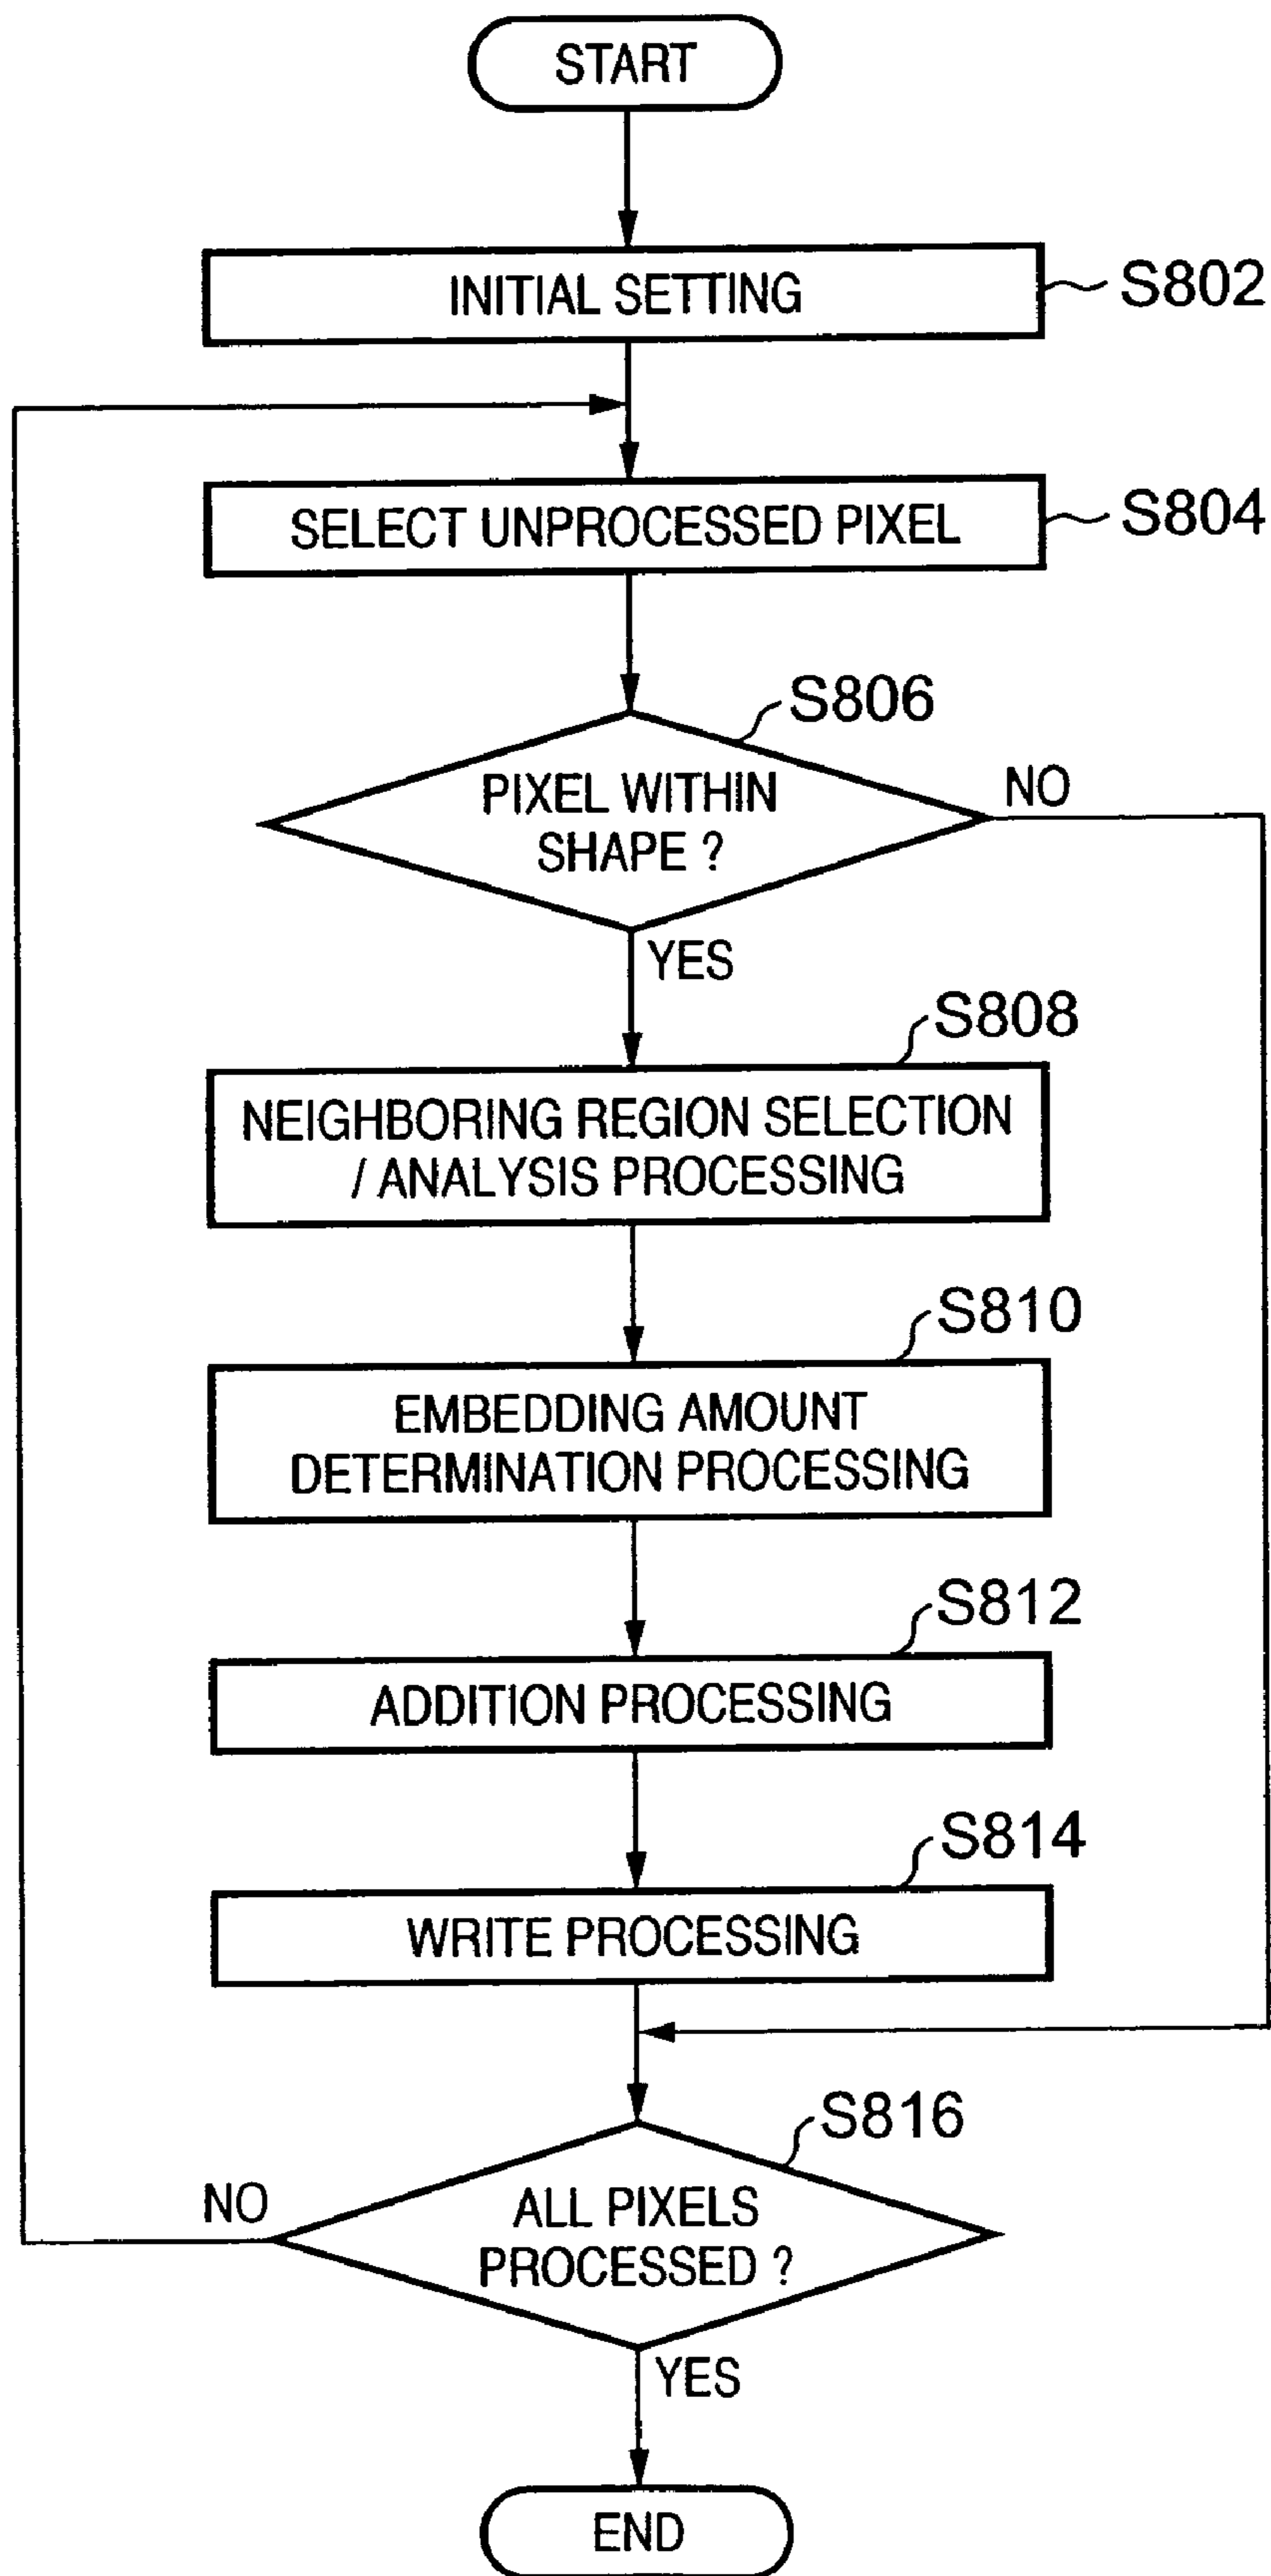 START
INITIAL SETTING
S802
SELECT UNPROCESSED PIXEL
S804
S806
PIXEL WITHIN
SHAPE ?
NO
YES
S808
NEIGHBORING REGION SELECTION
/ ANALYSIS PROCESSING
S810
EMBEDDING AMOUNT
DETERMINATION PROCESSING
S812
ADDITION PROCESSING
S814
WRITE PROCESSING
S816
ALL PIXELS
PROCESSED ?
NO
YES
END